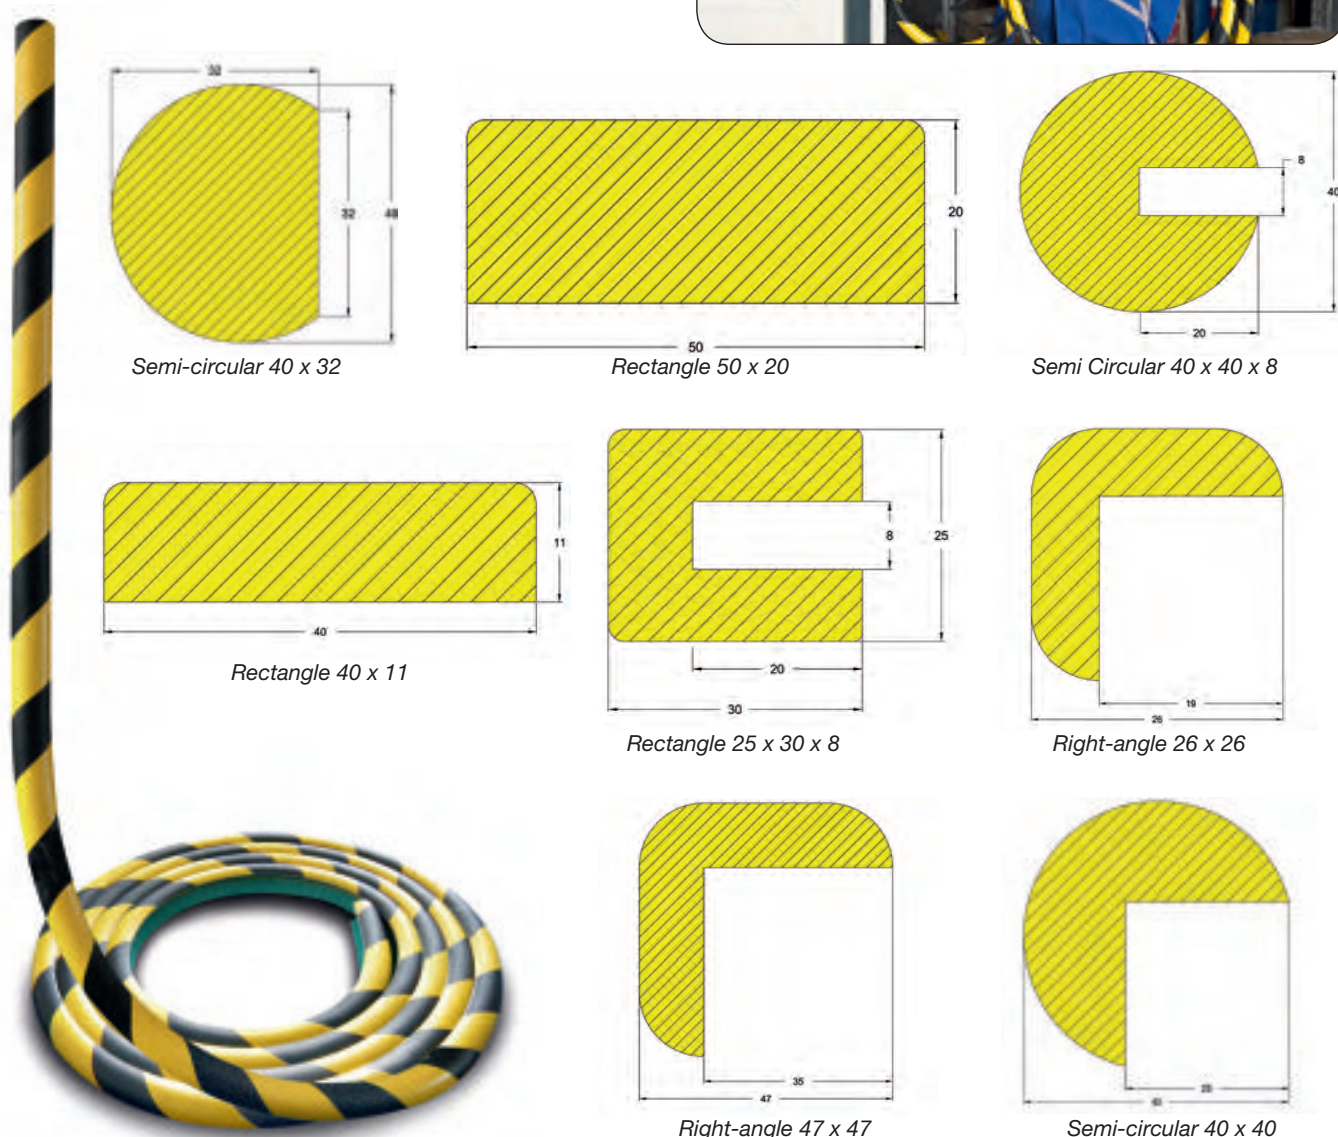 32
32
48
Semi-circular 40 x 32
20
50
Rectangle 50 x 20
8
40
20
Semi Circular 40 x 40 x 8
11
40
Rectangle 40 x 11
8
25
20
30
Rectangle 25 x 30 x 8
19
26
Right-angle 26 x 26
35
47
Right-angle 47 x 47
Semi-circular 40 x 40